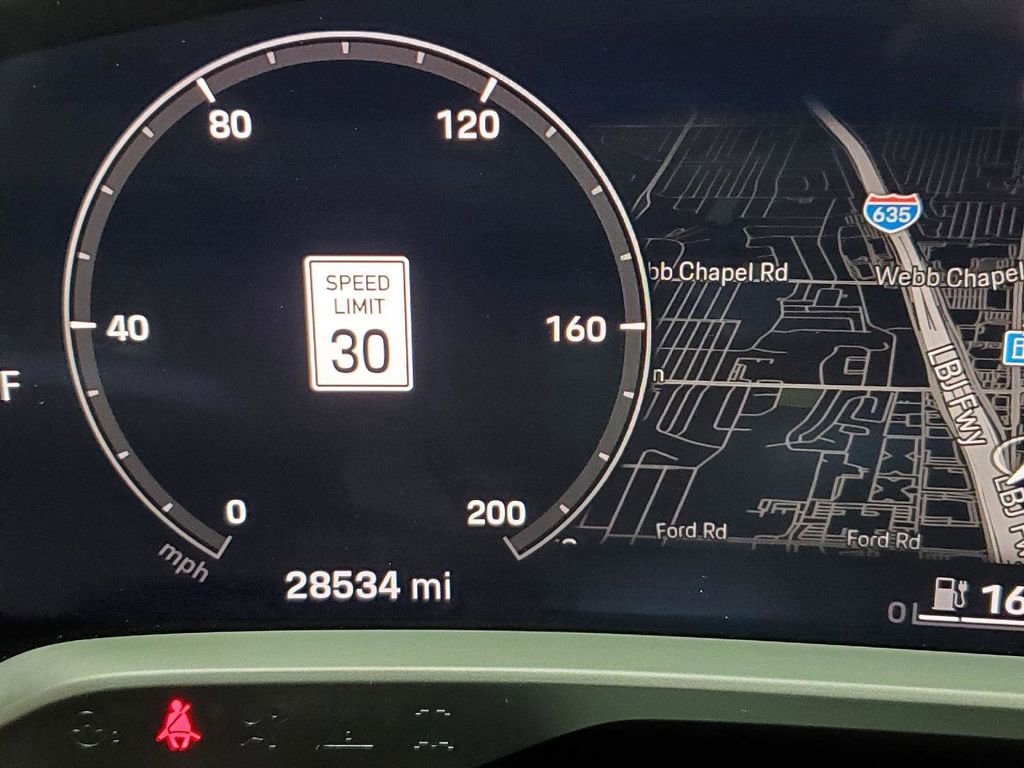 80
120
635
bb Chapel Rd
Webb Chapel
SPEED
LIMIT
30
40
160
F
n
LBJ Fwy
0
200
LBJ F
Ford Rd
Ford Rd
mph
28534 mi
0
16